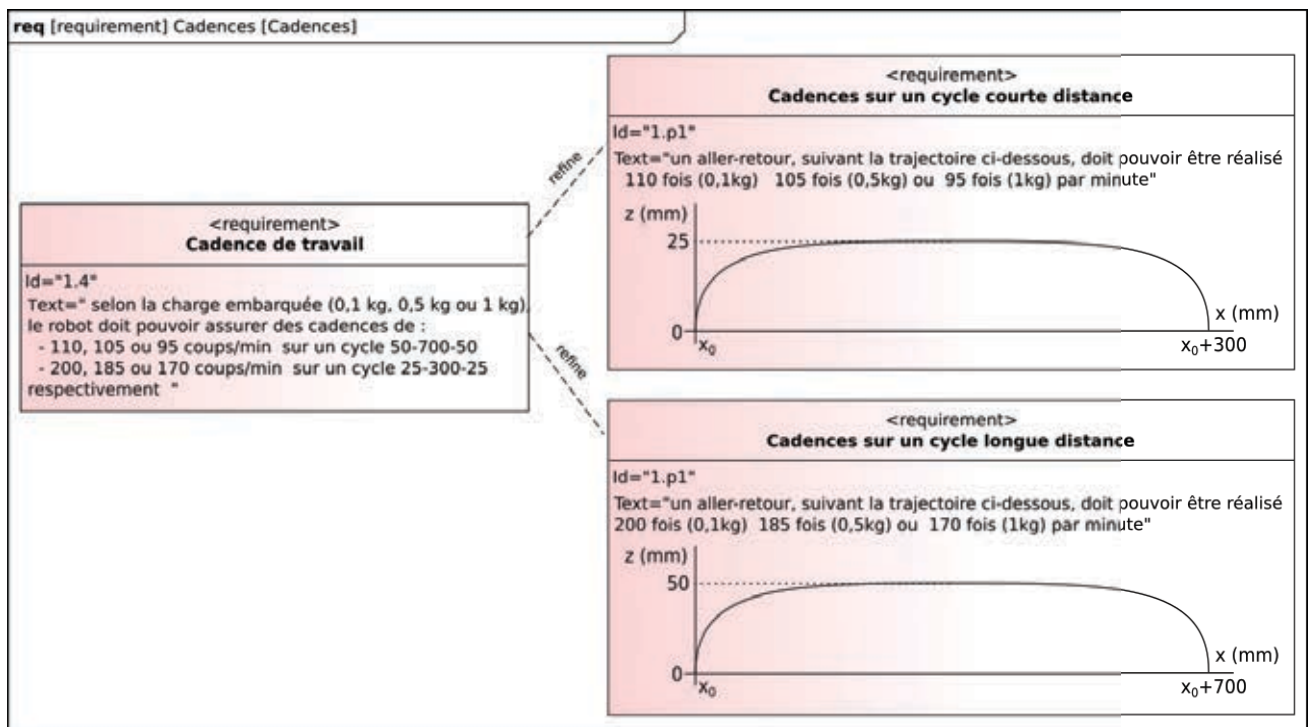 req [requirement] Cadences [Cadences]
<requirement>
Cadence de travail
Id="1.4"
Text=" selon la charge embarquée (0,1 kg, 0,5 kg ou 1 kg),
le robot doit pouvoir assurer des cadences de :
- 110, 105 ou 95 coups/min sur un cycle 50-700-50
- 200, 185 ou 170 coups/min sur un cycle 25-300-25
respectivement "
refine
refine
<requirement>
Cadences sur un cycle courte distance
Id="1.p1"
Text="un aller-retour, suivant la trajectoire ci-dessous, doit pouvoir être réalisé
110 fois (0,1kg) 105 fois (0,5kg) ou 95 fois (1kg) par minute"
z (mm)
25
x (mm)
0
x₀
x₀+300
<requirement>
Cadences sur un cycle longue distance
Id="1.p1"
Text="un aller-retour, suivant la trajectoire ci-dessous, doit pouvoir être réalisé
200 fois (0,1kg) 185 fois (0,5kg) ou 170 fois (1kg) par minute"
z (mm)
50
x (mm)
0
x₀
x₀+700